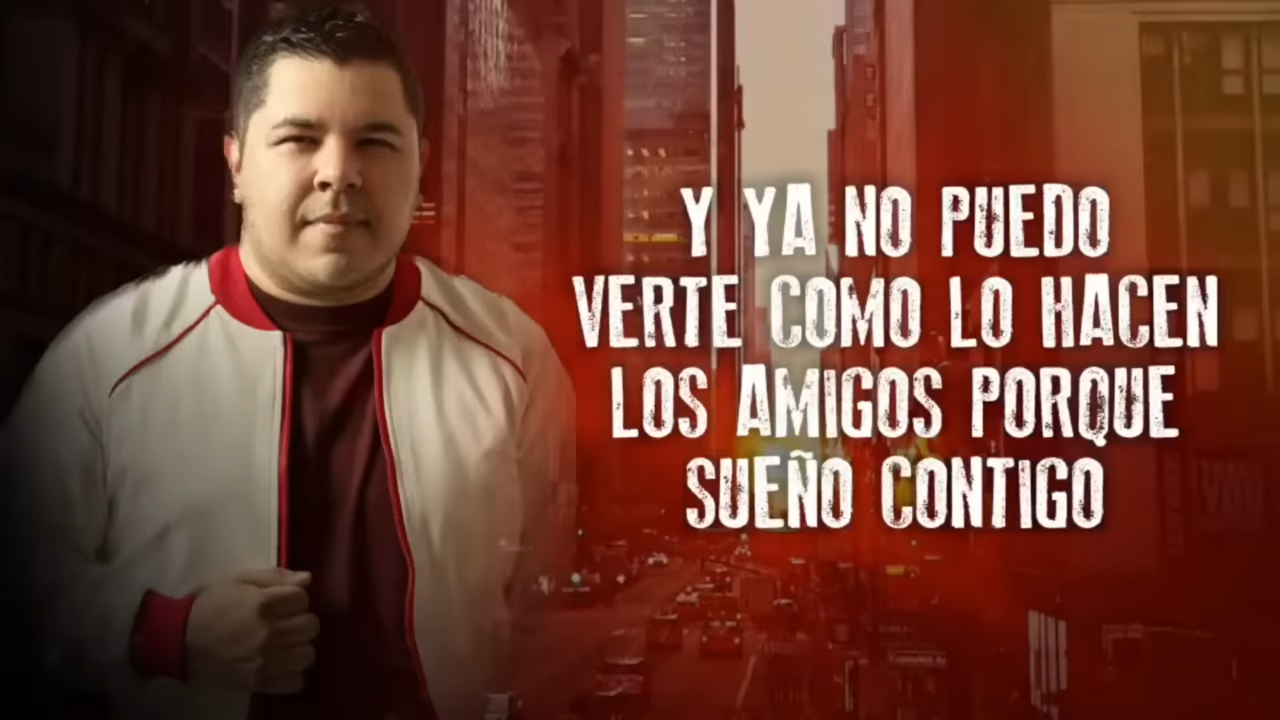 Y YA NO PUEDO
VERTE COMO LO HACEN
LOS AMIGOS PORQUE
SUEÑO CONTIGO